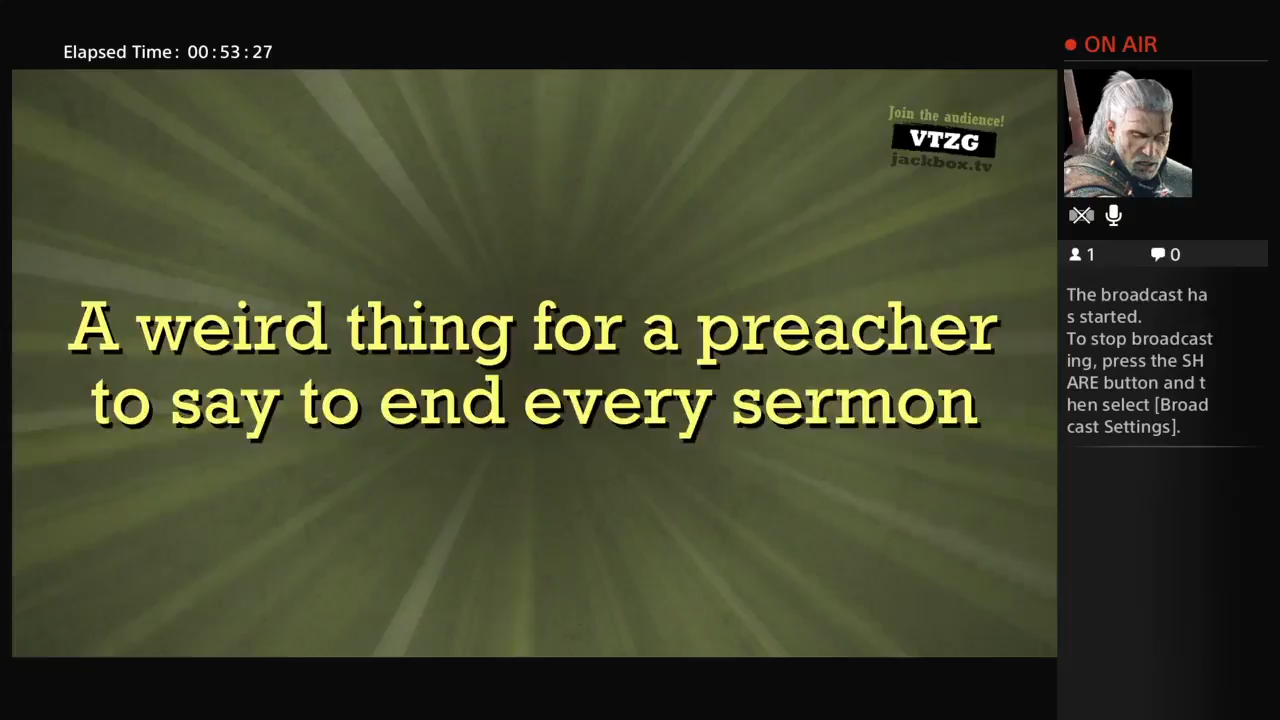 Elapsed Time: 00:53:27
ON AIR
Join the audience!
VTZG
jackbox.tv
1
0
A weird thing for a preacher
to say to end every sermon
The broadcast ha
s started.
To stop broadcast
ing, press the SH
ARE button and t
hen select [Broad
cast Settings].